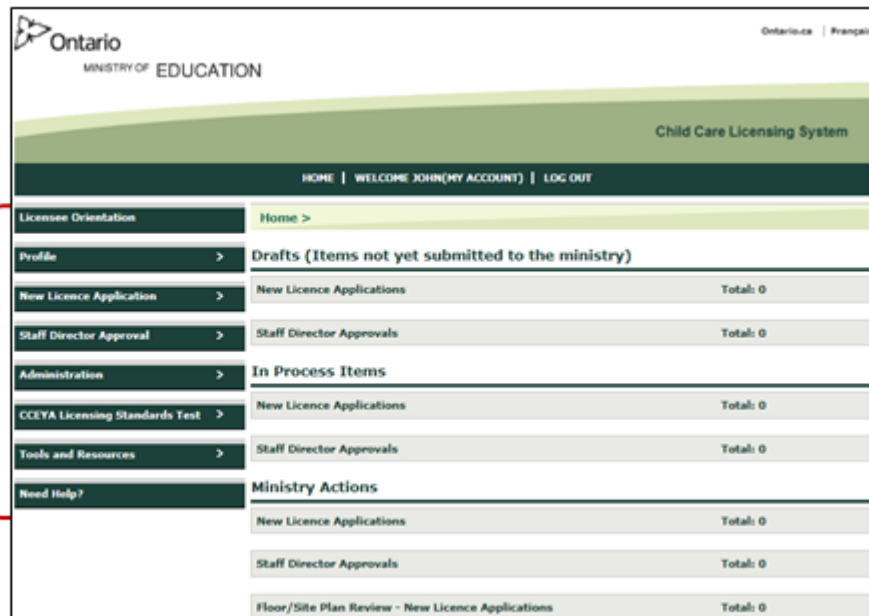 Ontario
MINISTRY OF EDUCATION
Ontario.ca | Français
Child Care Licensing System
HOME | WELCOME JOHN(MY ACCOUNT) | LOG OUT
Licensee Orientation
Profile >
New Licence Application >
Staff Director Approval >
Administration >
CCEYA Licensing Standards Test >
Tools and Resources >
Need Help?
Home >
Drafts (Items not yet submitted to the ministry)
New Licence Applications Total: 0
Staff Director Approvals Total: 0
In Process Items
New Licence Applications Total: 0
Staff Director Approvals Total: 0
Ministry Actions
New Licence Applications Total: 0
Staff Director Approvals Total: 0
Floor/Site Plan Review - New Licence Applications Total: 0